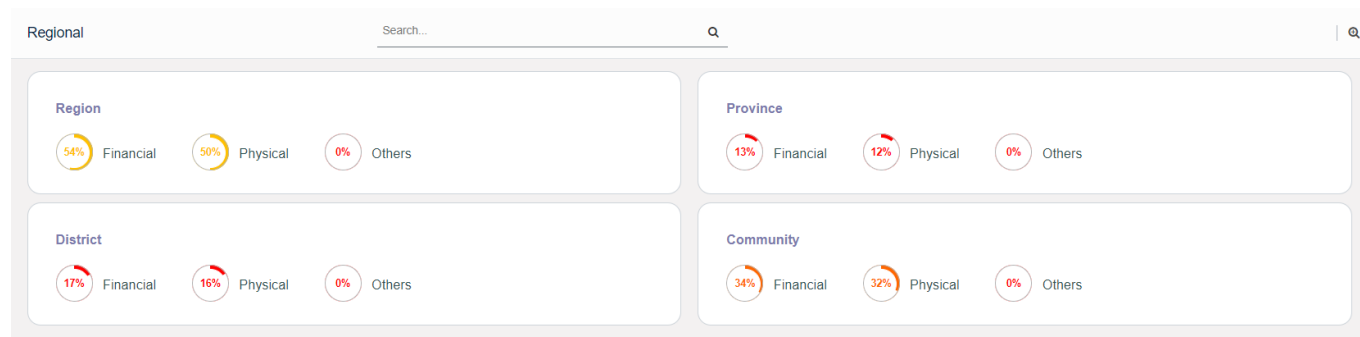 Regional
Search...
Region
54% Financial 50% Physical 0% Others
Province
13% Financial 12% Physical 0% Others
District
17% Financial 16% Physical 0% Others
Community
34% Financial 32% Physical 0% Others